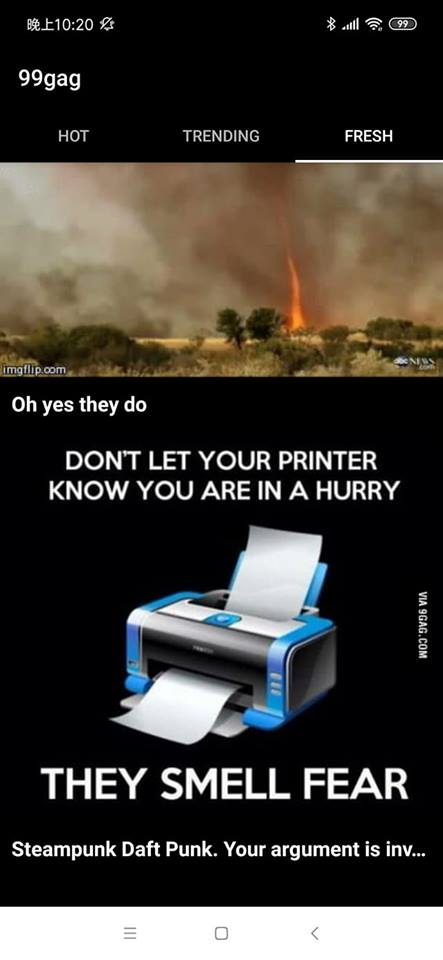 晚上10:20
99
99gag
HOT
TRENDING
FRESH
imgflip.com
abc NEWS
.com
Oh yes they do
DON'T LET YOUR PRINTER
KNOW YOU ARE IN A HURRY
VIA 9GAG.COM
THEY SMELL FEAR
Steampunk Daft Punk. Your argument is inv...